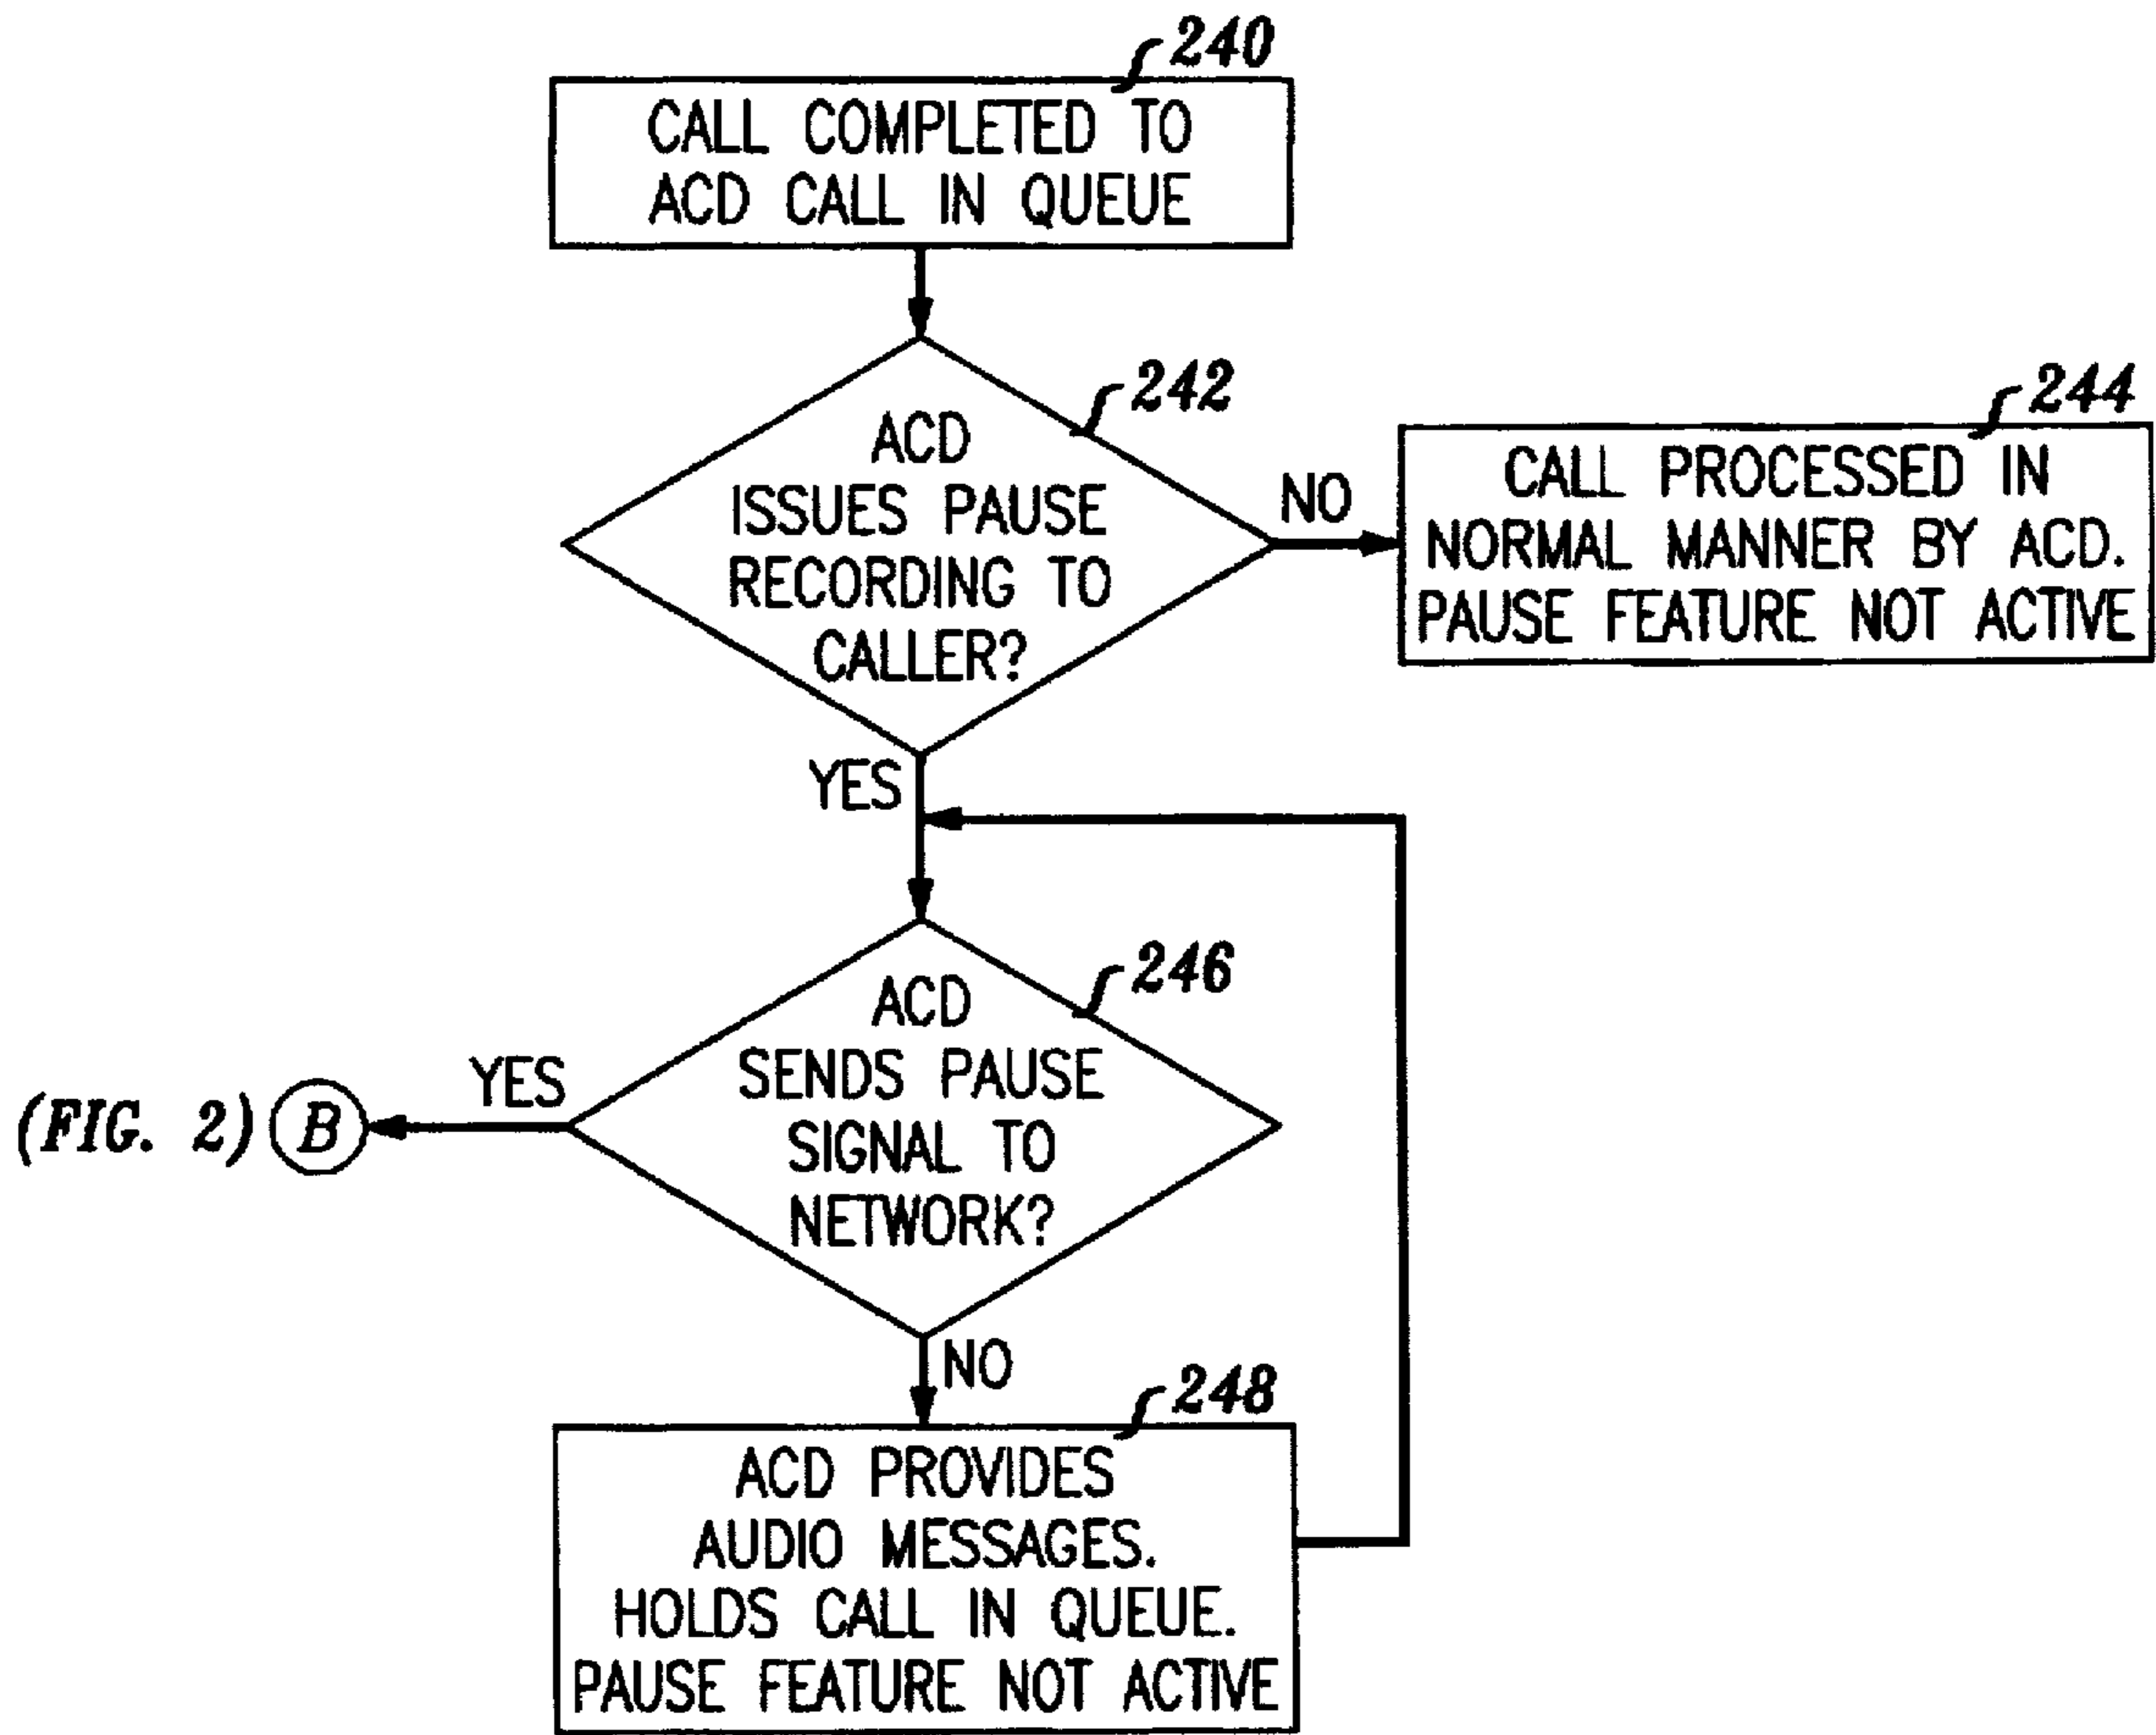 240
CALL COMPLETED TO
ACD CALL IN QUEUE
242
ACD
ISSUES PAUSE
RECORDING TO
CALLER?
NO
244
CALL PROCESSED IN
NORMAL MANNER BY ACD.
PAUSE FEATURE NOT ACTIVE
YES
246
ACD
SENDS PAUSE
SIGNAL TO
NETWORK?
YES
(FIG. 2) B
NO
248
ACD PROVIDES
AUDIO MESSAGES.
HOLDS CALL IN QUEUE.
PAUSE FEATURE NOT ACTIVE